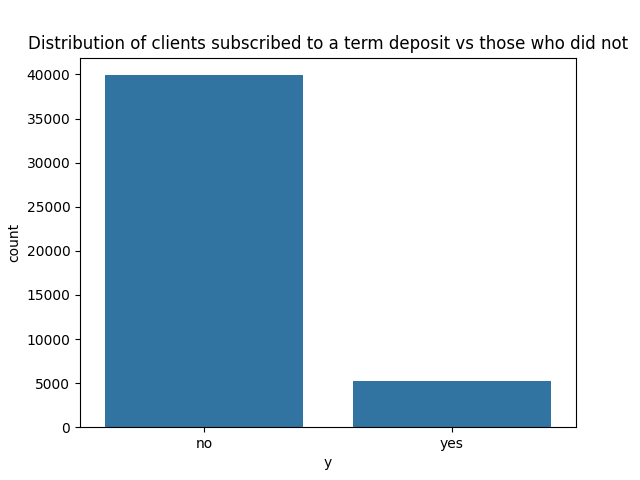 Distribution of clients subscribed to a term deposit vs those who did not
40000
35000
30000
25000
20000
15000
10000
5000
0
count
no
yes
y